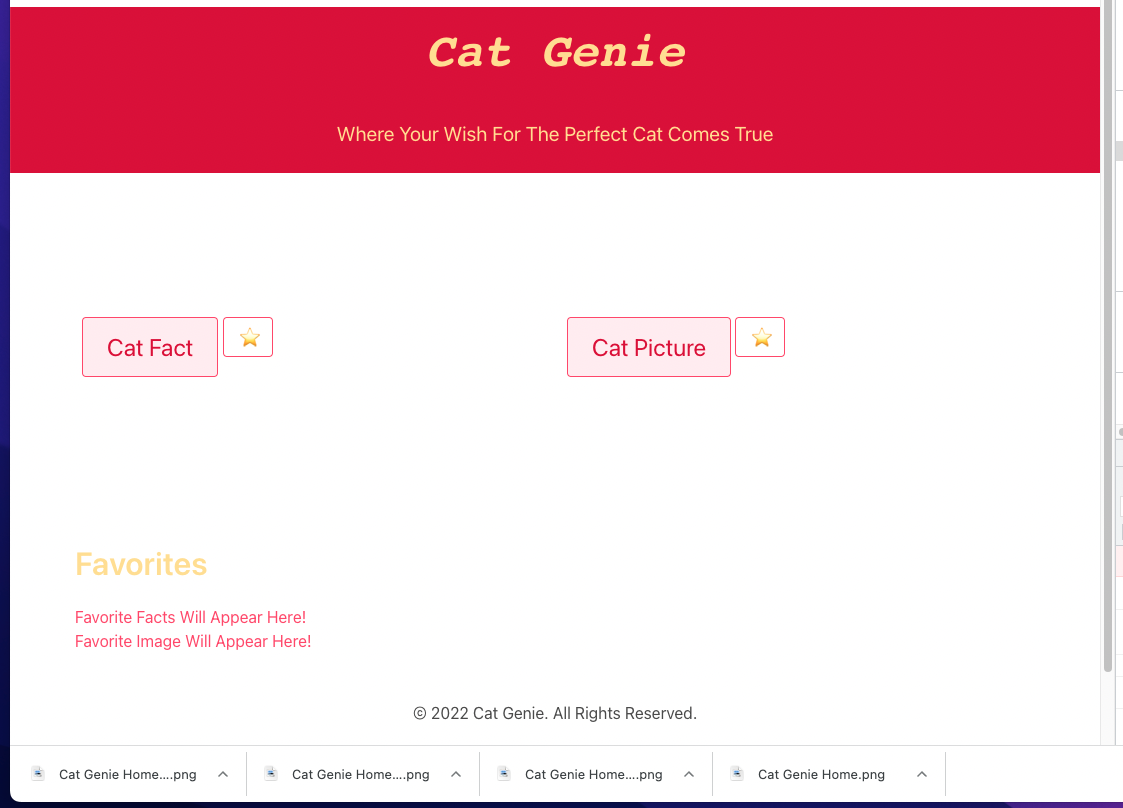 Cat Genie
Where Your Wish For The Perfect Cat Comes True
Cat Fact
Cat Picture
Favorites
Favorite Facts Will Appear Here!
Favorite Image Will Appear Here!
© 2022 Cat Genie. All Rights Reserved.
Cat Genie Home....png
Cat Genie Home....png
Cat Genie Home....png
Cat Genie Home.png